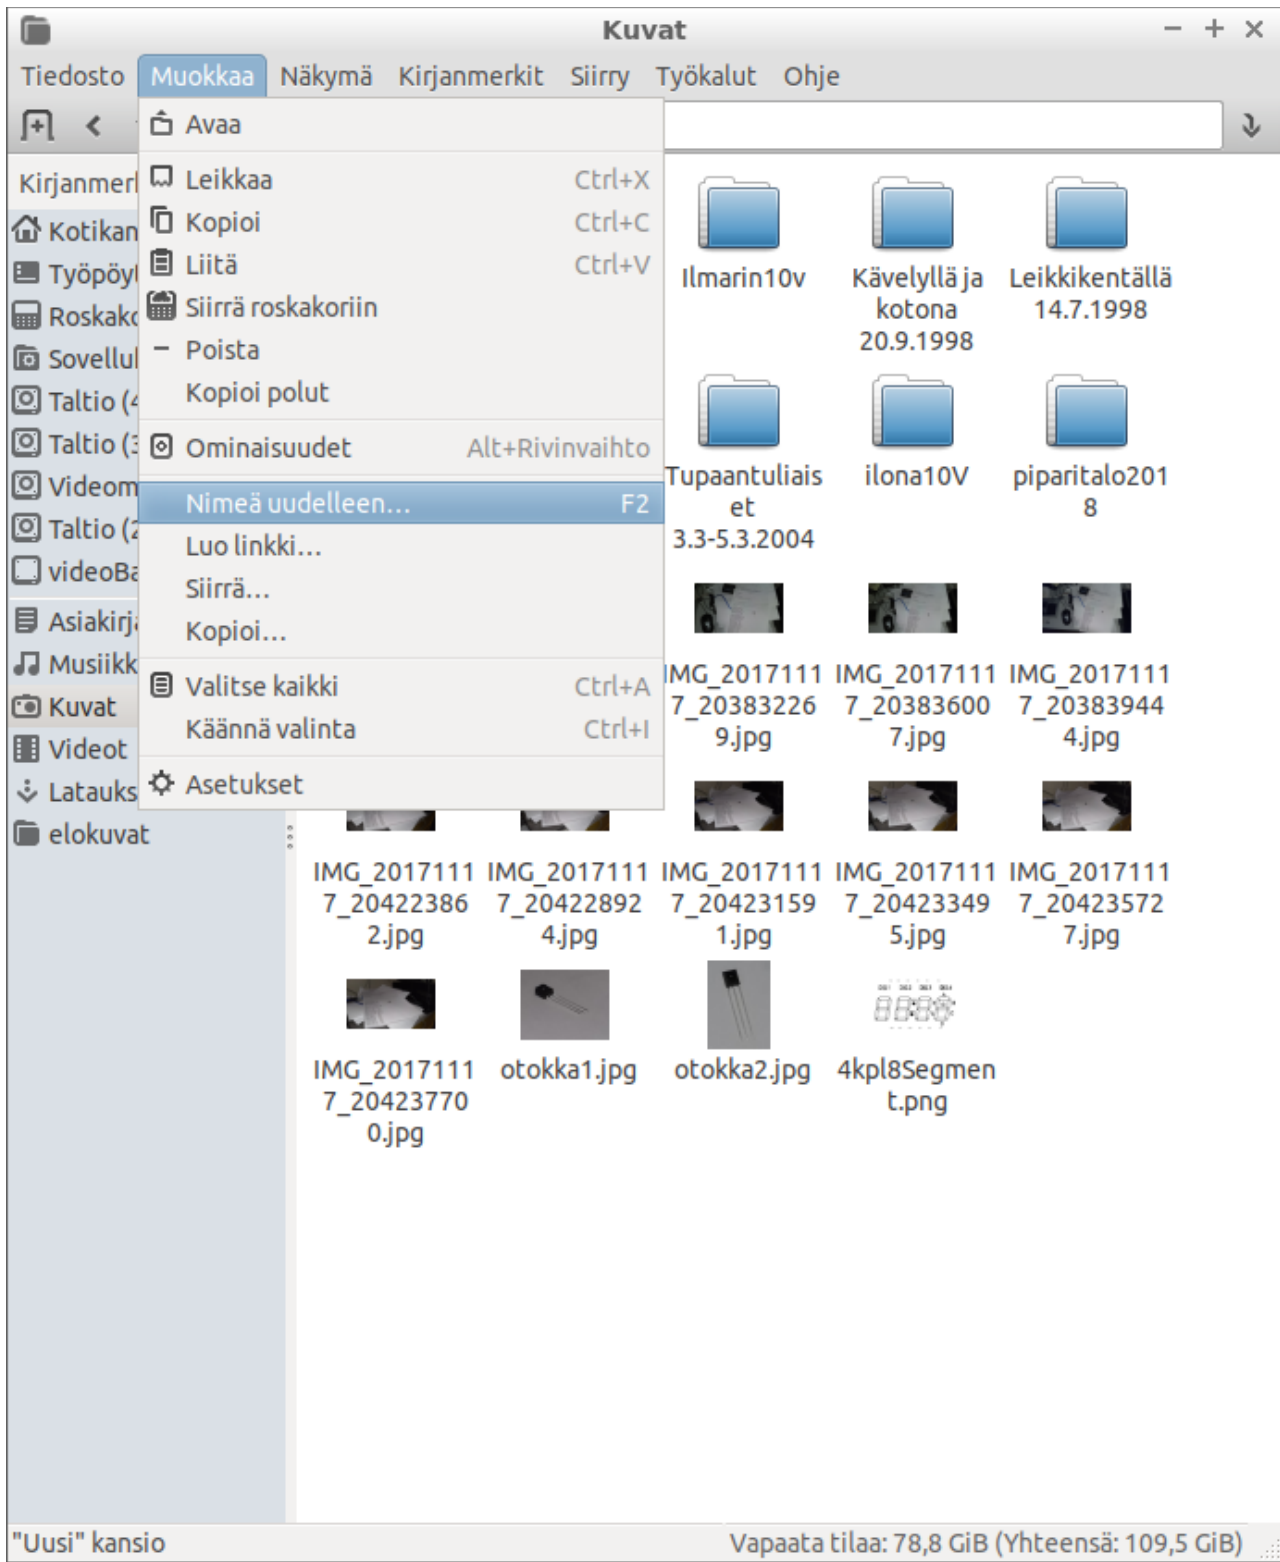 Kuvat
Tiedosto Muokkaa Näkymä Kirjanmerkit Siirry Työkalut Ohje
Avaa
Leikkaa Ctrl+X
Kopioi Ctrl+C
Liitä Ctrl+V
Siirrä roskakoriin
Poista
Kopioi polut
Ominaisuudet Alt+Rivinvaihto
Nimeä uudelleen... F2
Luo linkki...
Siirrä...
Kopioi...
Valitse kaikki Ctrl+A
Käännä valinta Ctrl+I
Asetukset
Kirjanmer
Kotikan
Työpöy
Roskako
Sovellu
Taltio (4
Taltio (3
Videom
Taltio (2
videoBa
Asiakirja
Musiikk
Kuvat
Videot
Latauks
elokuvat
Ilmarin10v
Kävelyllä ja
kotona
20.9.1998
Leikkikentällä
14.7.1998
Tupaantuliais
et
3.3-5.3.2004
ilona10V
piparitalo201
8
IMG_2017111
7_20383226
9.jpg
IMG_2017111
7_20383600
7.jpg
IMG_2017111
7_20383944
4.jpg
IMG_2017111
7_20422386
2.jpg
IMG_2017111
7_20422892
4.jpg
IMG_2017111
7_20423159
1.jpg
IMG_2017111
7_20423349
5.jpg
IMG_2017111
7_20423572
7.jpg
IMG_2017111
7_20423770
0.jpg
otokka1.jpg
otokka2.jpg
4kpl8Segmen
t.png
"Uusi" kansio
Vapaata tilaa: 78,8 GiB (Yhteensä: 109,5 GiB)